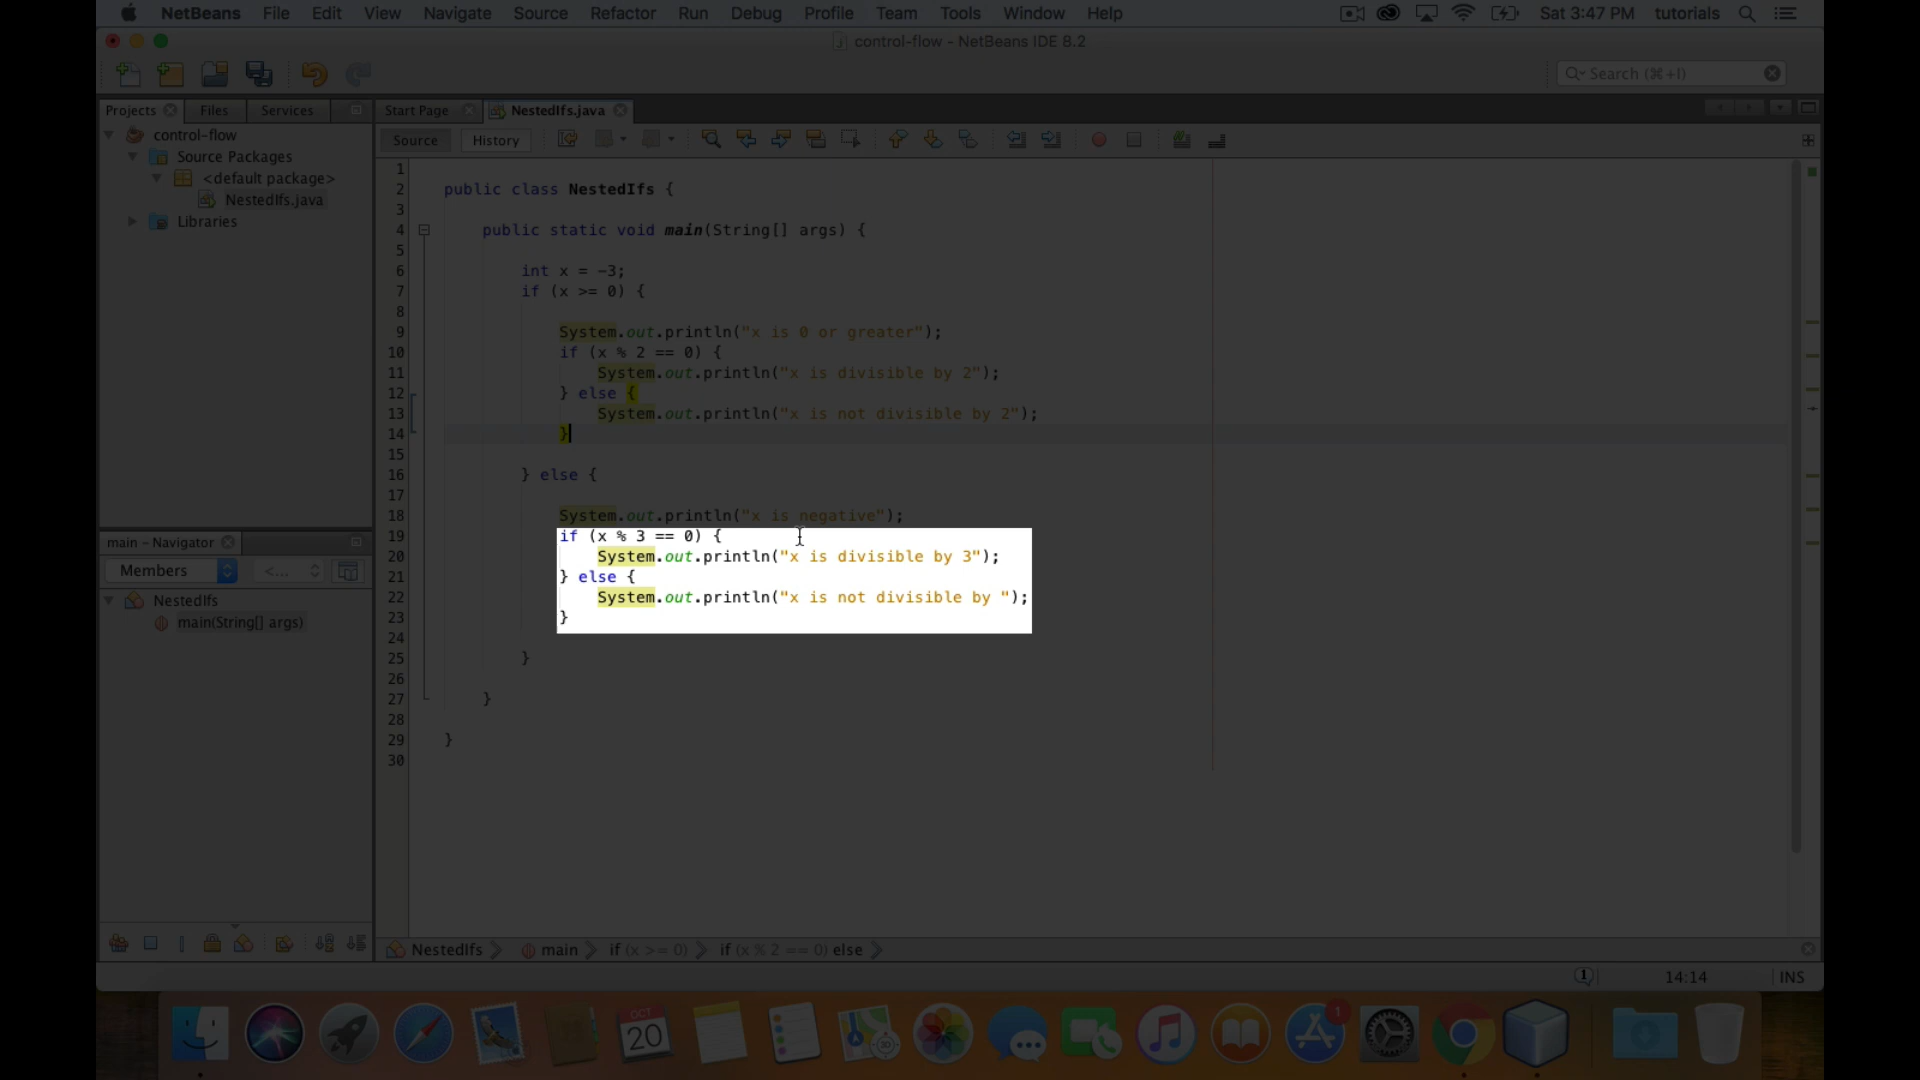 NetBeans File Edit View Navigate Source Refactor Run Debug Profile Team Tools Window Help Sat 3:47 PM tutorials
control-flow - NetBeans IDE 8.2
Search (⌘+I)
Projects Files Services Start Page NestedIfs.java
Source History
control-flow
Source Packages
<default package>
NestedIfs.java
Libraries
main - Navigator
Members <...
NestedIfs
main(String[] args)
1
2 public class NestedIfs {
3
4 public static void main(String[] args) {
5
6 int x = -3;
7 if (x >= 0) {
8
9 System.out.println("x is 0 or greater");
10 if (x % 2 == 0) {
11 System.out.println("x is divisible by 2");
12 } else {
13 System.out.println("x is not divisible by 2");
14 }
15
16 } else {
17
18 System.out.println("x is negative");
19 if (x % 3 == 0) {
20 System.out.println("x is divisible by 3");
21 } else {
22 System.out.println("x is not divisible by ");
23 }
24
25 }
26
27 }
28
29 }
30
NestedIfs main if (x >= 0) if (x % 2 == 0) else
1 14:14 INS
OCT
20
1